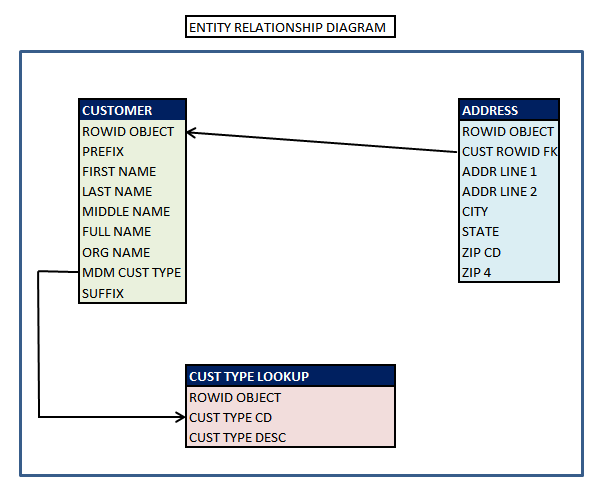 ENTITY RELATIONSHIP DIAGRAM
CUSTOMER
ROWID OBJECT
PREFIX
FIRST NAME
LAST NAME
MIDDLE NAME
FULL NAME
ORG NAME
MDM CUST TYPE
SUFFIX
ADDRESS
ROWID OBJECT
CUST ROWID FK
ADDR LINE 1
ADDR LINE 2
CITY
STATE
ZIP CD
ZIP 4
CUST TYPE LOOKUP
ROWID OBJECT
CUST TYPE CD
CUST TYPE DESC